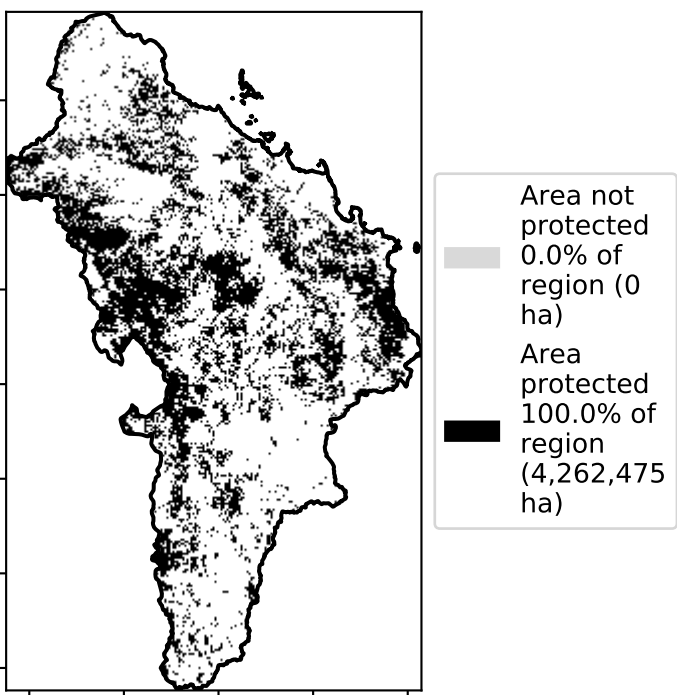 Area not
protected
0.0% of
region (0
ha)
Area
protected
100.0% of
region
(4,262,475
ha)